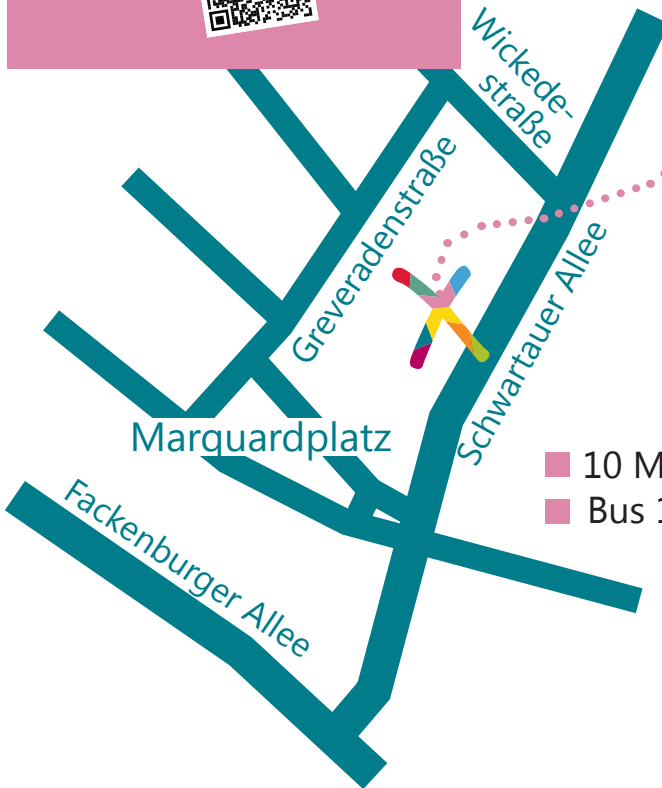 Wickede-
straße
Greveradenstraße
Schwartauer Allee
Marquardplatz
10 M
Bus 1
Fackenburger Allee